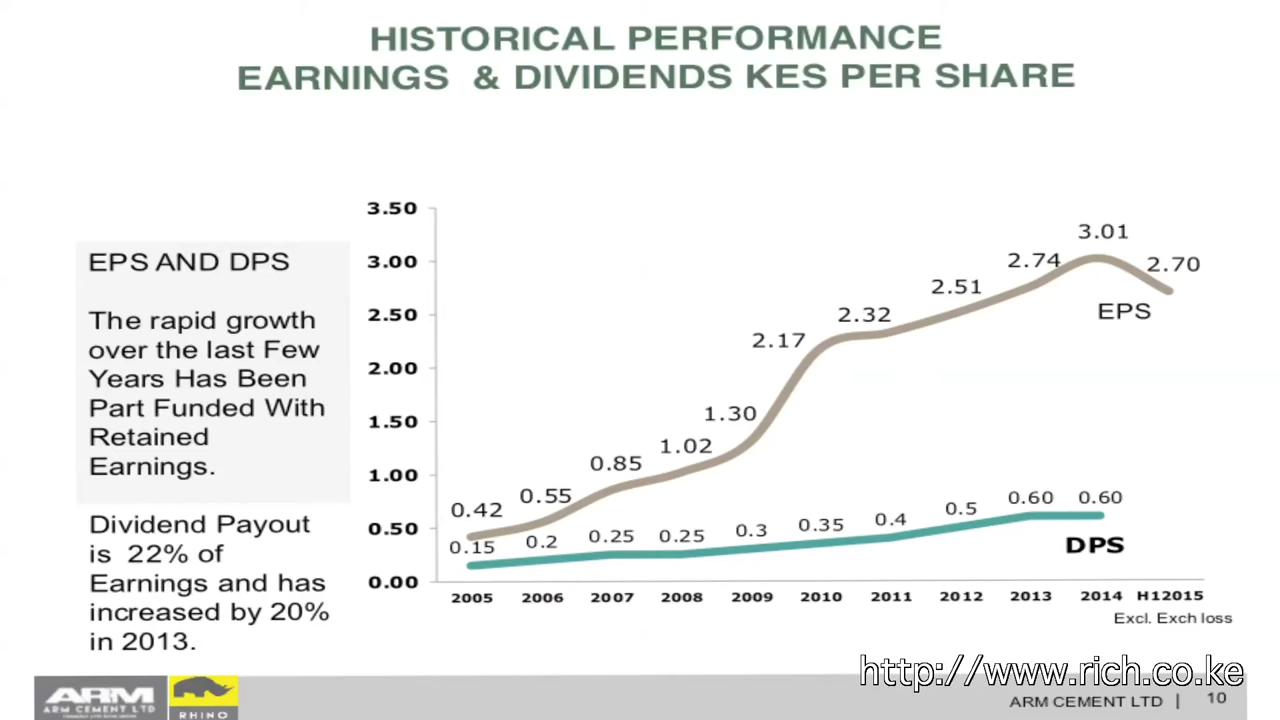 HISTORICAL PERFORMANCE
EARNINGS & DIVIDENDS KES PER SHARE
EPS AND DPS
The rapid growth
over the last Few
Years Has Been
Part Funded With
Retained
Earnings.
Dividend Payout
is 22% of
Earnings and has
increased by 20%
in 2013.
3.50
3.00
2.50
2.00
1.50
1.00
0.50
0.00
0.42
0.55
0.85
1.02
1.30
2.17
2.32
2.51
2.74
3.01
2.70
EPS
0.15
0.2
0.25
0.25
0.3
0.35
0.4
0.5
0.60
0.60
DPS
2005 2006 2007 2008 2009 2010 2011 2012 2013 2014 H12015
Excl. Exch loss
http://www.rich.co.ke
ARM
ARM CEMENT LTD
RHINO
ARM CEMENT LTD | 10